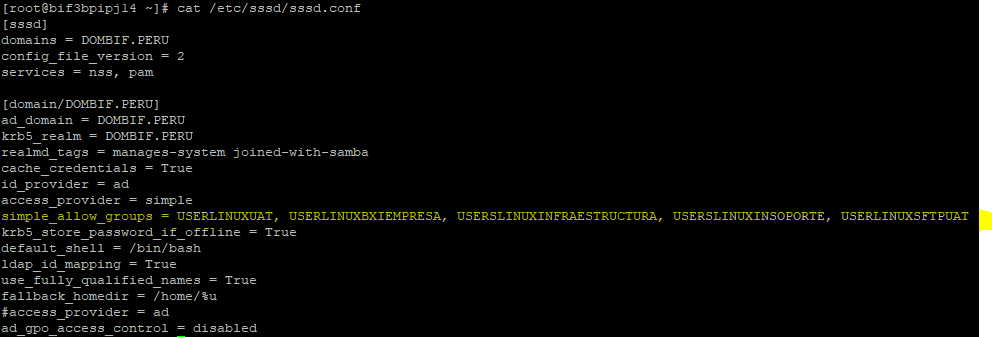 [root@bif3bpipjl4 ~]# cat /etc/sssd/sssd.conf
[sssd]
domains = DOMBIF.PERU
config_file_version = 2
services = nss, pam
[domain/DOMBIF.PERU]
ad_domain = DOMBIF.PERU
krb5_realm = DOMBIF.PERU
realmd_tags = manages-system joined-with-samba
cache_credentials = True
id_provider = ad
access_provider = simple
simple_allow_groups = USERLINUXUAT, USERLINUXBXIEMPRESA, USERSLINUXINFRAESTRUCTURA, USERSLINUXINSOPORTE, USERLINUXSFTPUAT
krb5_store_password_if_offline = True
default_shell = /bin/bash
ldap_id_mapping = True
use_fully_qualified_names = True
fallback_homedir = /home/%u
#access_provider = ad
ad_gpo_access_control = disabled